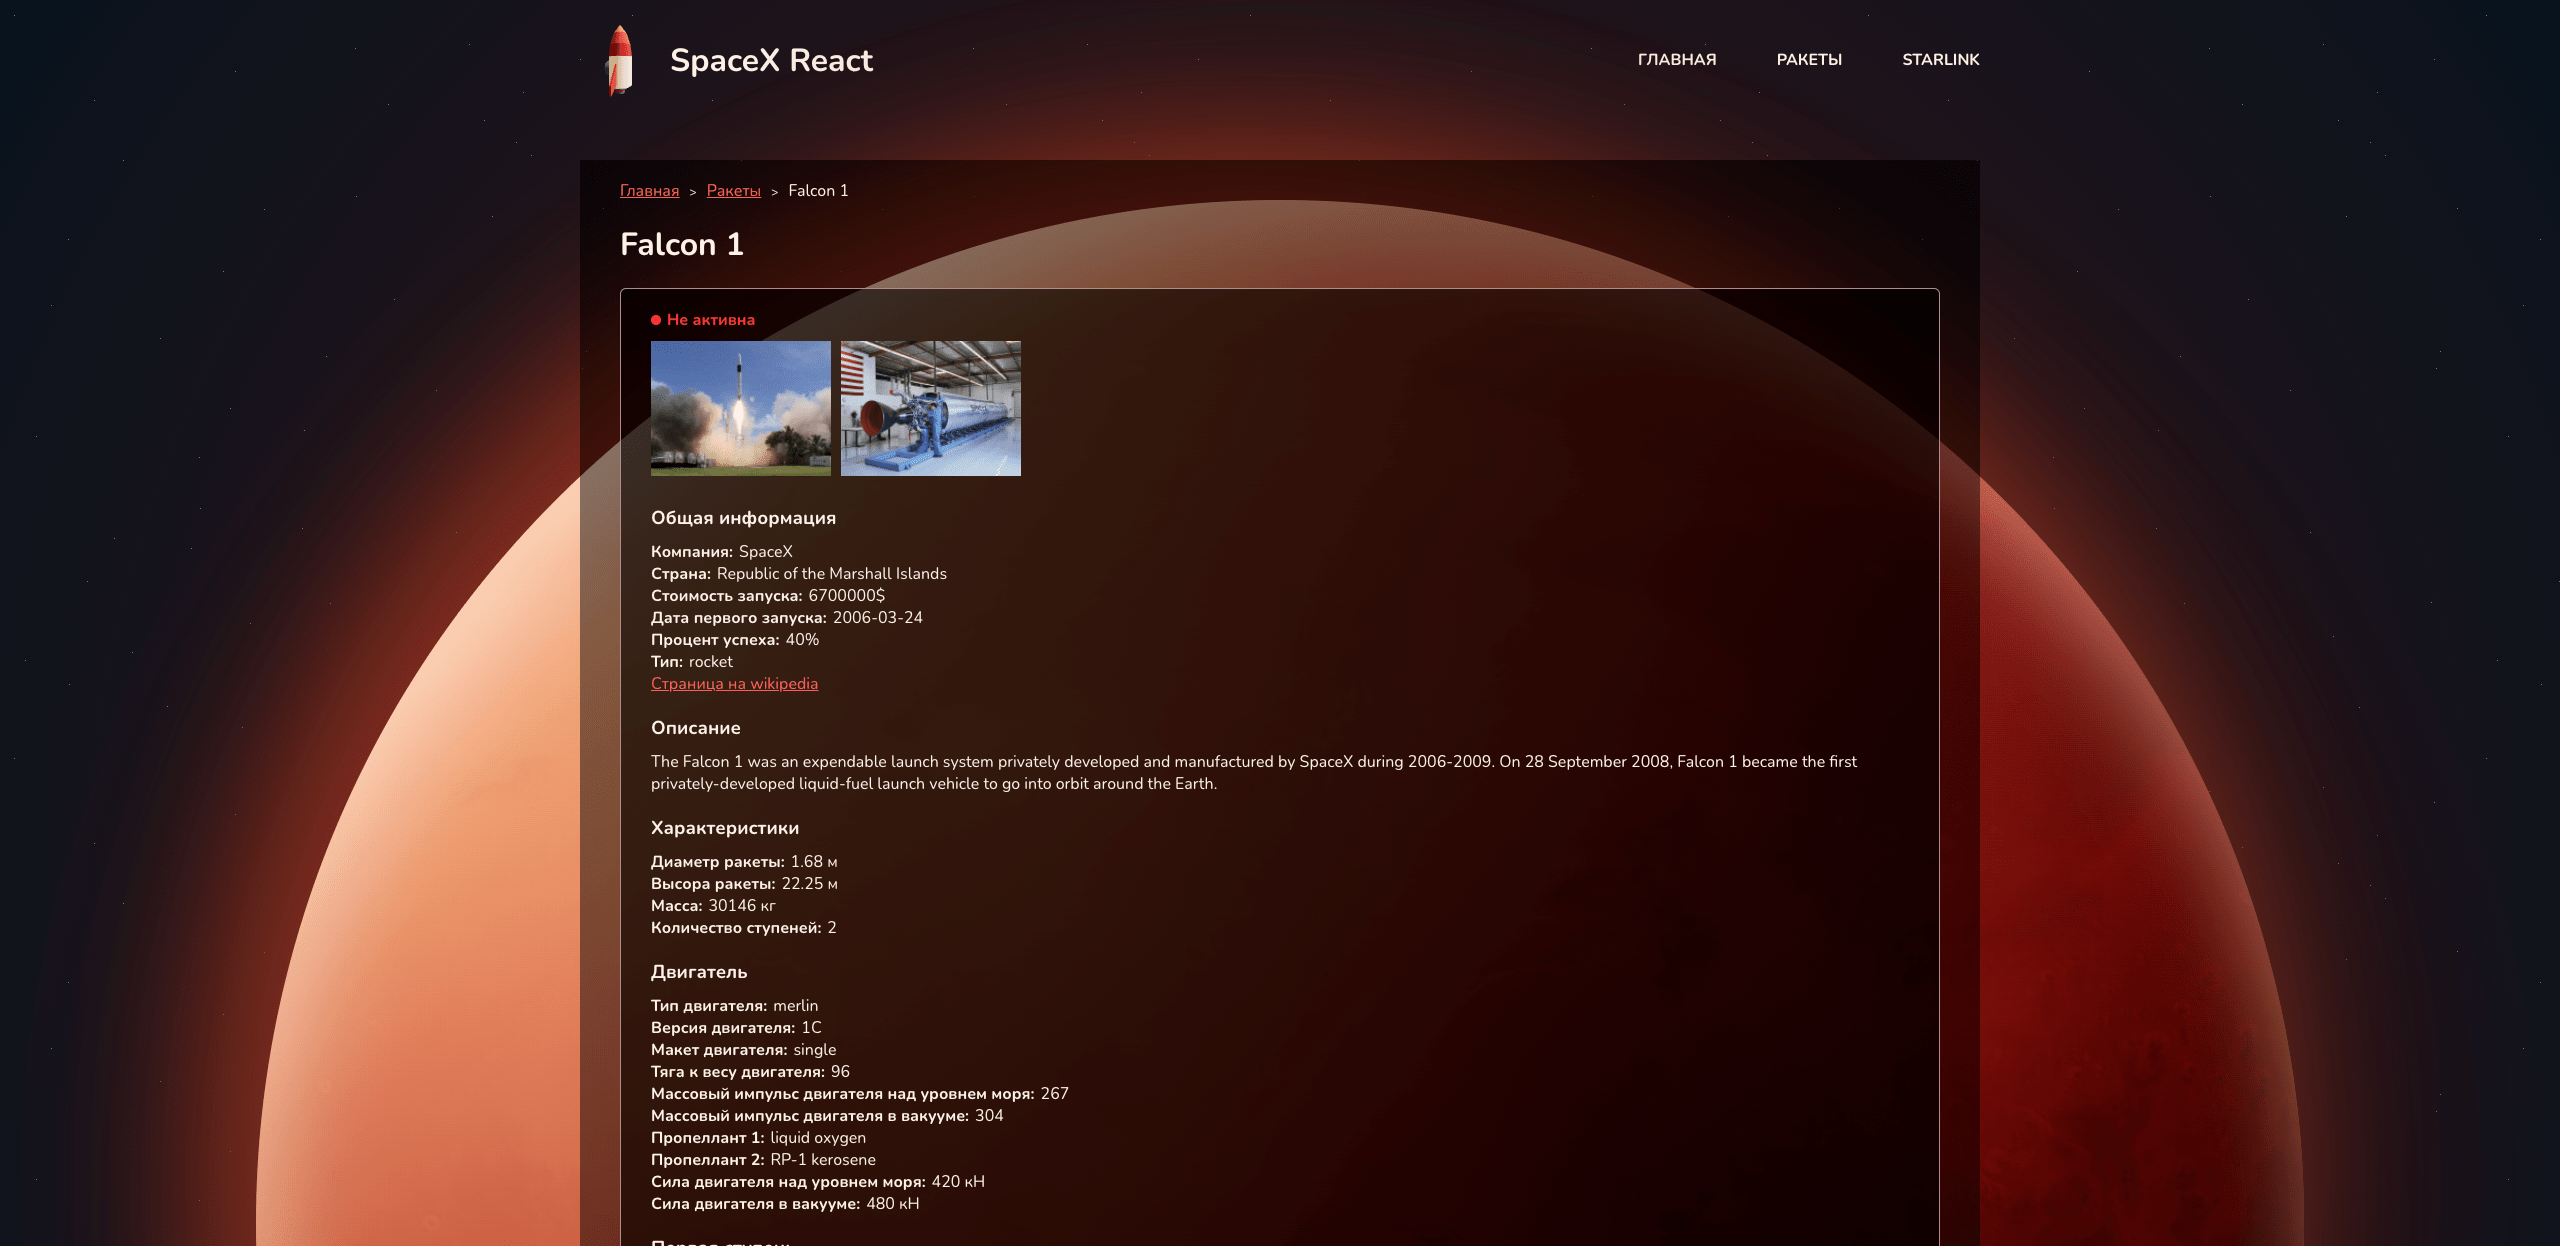 SpaceX React
ГЛАВНАЯ РАКЕТЫ STARLINK
Главная > Ракеты > Falcon 1
Falcon 1
Не активна
Общая информация
Компания: SpaceX
Страна: Republic of the Marshall Islands
Стоимость запуска: 6700000$
Дата первого запуска: 2006-03-24
Процент успеха: 40%
Тип: rocket
Страница на wikipedia
Описание
The Falcon 1 was an expendable launch system privately developed and manufactured by SpaceX during 2006-2009. On 28 September 2008, Falcon 1 became the first
privately-developed liquid-fuel launch vehicle to go into orbit around the Earth.
Характеристики
Диаметр ракеты: 1.68 м
Высора ракеты: 22.25 м
Масса: 30146 кг
Количество ступеней: 2
Двигатель
Тип двигателя: merlin
Версия двигателя: 1C
Макет двигателя: single
Тяга к весу двигателя: 96
Массовый импульс двигателя над уровнем моря: 267
Массовый импульс двигателя в вакууме: 304
Пропеллант 1: liquid oxygen
Пропеллант 2: RP-1 kerosene
Сила двигателя над уровнем моря: 420 кН
Сила двигателя в вакууме: 480 кН